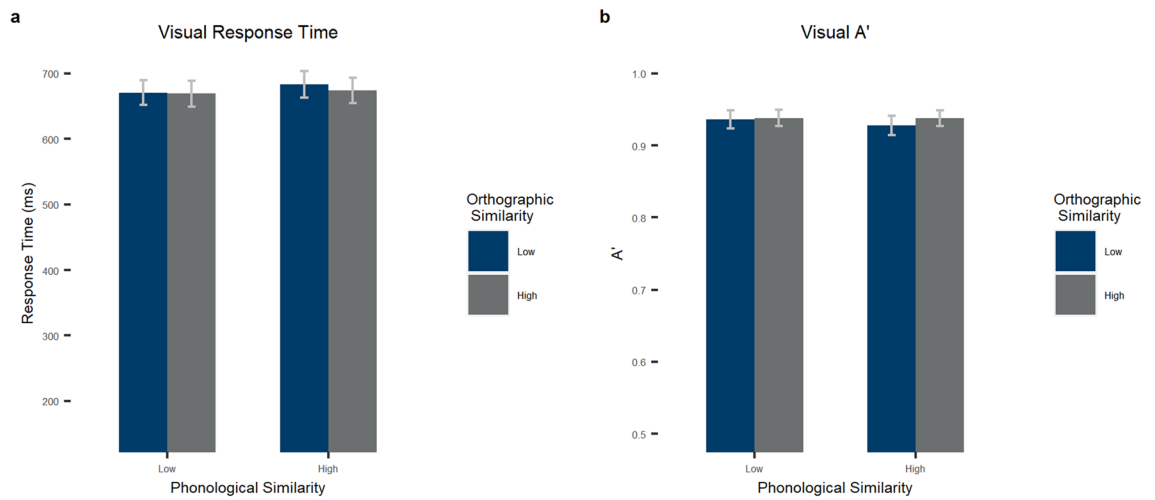 a
Visual Response Time
700
600
500
400
300
200
Response Time (ms)
Low
High
Phonological Similarity
Orthographic
Similarity
Low
High
b
Visual A'
1.0
0.9
0.8
0.7
0.6
0.5
A'
Low
High
Phonological Similarity
Orthographic
Similarity
Low
High